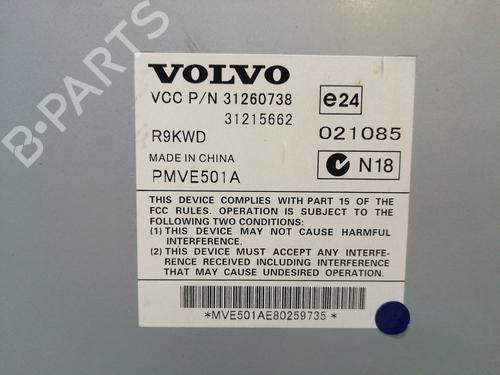 B-PARTS
VOLVO
VCC P/N 31260738
31215662
R9KWD
MADE IN CHINA
PMVE501A
e24
021085
N18
THIS DEVICE COMPLIES WITH PART 15 OF THE
FCC RULES. OPERATION IS SUBJECT TO THE
FOLLOWING TWO CONDITIONS:
(1) THIS DEVICE MAY NOT CAUSE HARMFUL
INTERFERENCE.
(2) THIS DEVICE MUST ACCEPT ANY INTERFE-
RENCE RECEIVED INCLUDING INTERFERENCE
THAT MAY CAUSE UNDESIRED OPERATION.
*MVE501AE80259735*